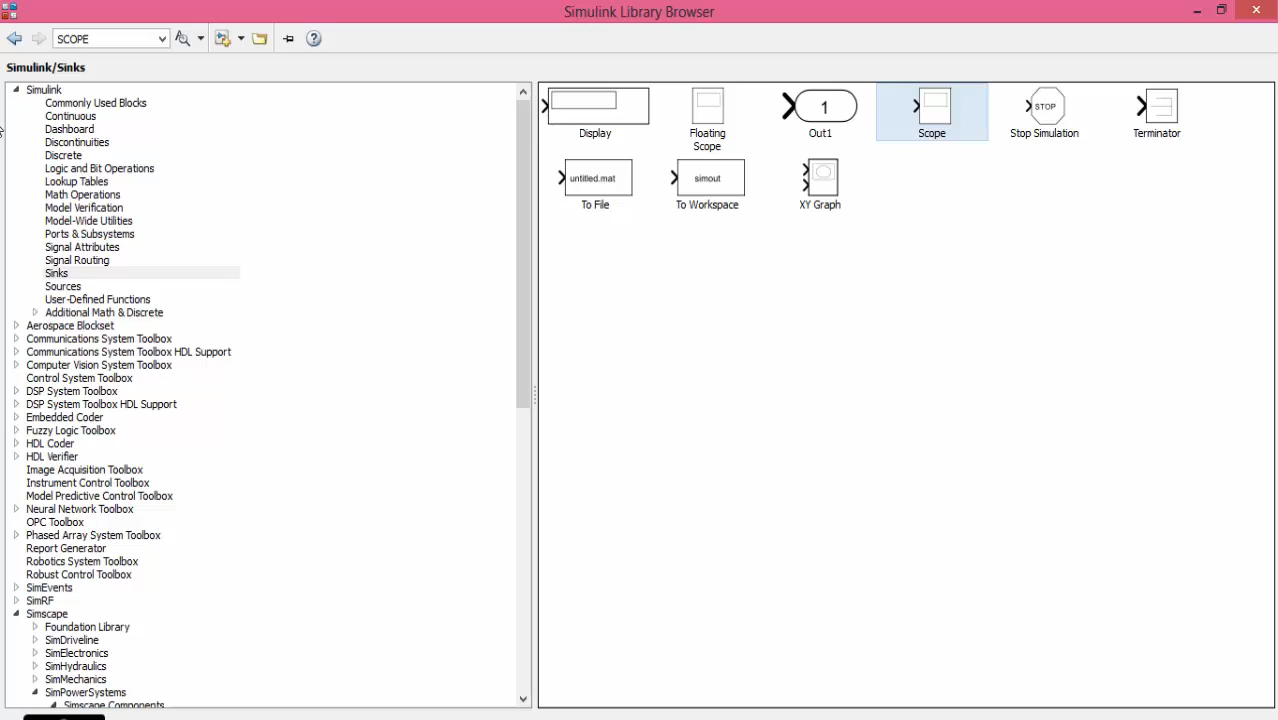 Simulink Library Browser
SCOPE
Simulink/Sinks
Simulink
Commonly Used Blocks
Continuous
Dashboard
Discontinuities
Discrete
Logic and Bit Operations
Lookup Tables
Math Operations
Model Verification
Model-Wide Utilities
Ports & Subsystems
Signal Attributes
Signal Routing
Sinks
Sources
User-Defined Functions
Additional Math & Discrete
Aerospace Blockset
Communications System Toolbox
Communications System Toolbox HDL Support
Computer Vision System Toolbox
Control System Toolbox
DSP System Toolbox
DSP System Toolbox HDL Support
Embedded Coder
Fuzzy Logic Toolbox
HDL Coder
HDL Verifier
Image Acquisition Toolbox
Instrument Control Toolbox
Model Predictive Control Toolbox
Neural Network Toolbox
OPC Toolbox
Phased Array System Toolbox
Report Generator
Robotics System Toolbox
Robust Control Toolbox
SimEvents
SimRF
Simscape
Foundation Library
SimDriveline
SimElectronics
SimHydraulics
SimMechanics
SimPowerSystems
Simscape Components
1
STOP
Display
Floating
Scope
Out1
Scope
Stop Simulation
Terminator
untitled.mat
simout
To File
To Workspace
XY Graph